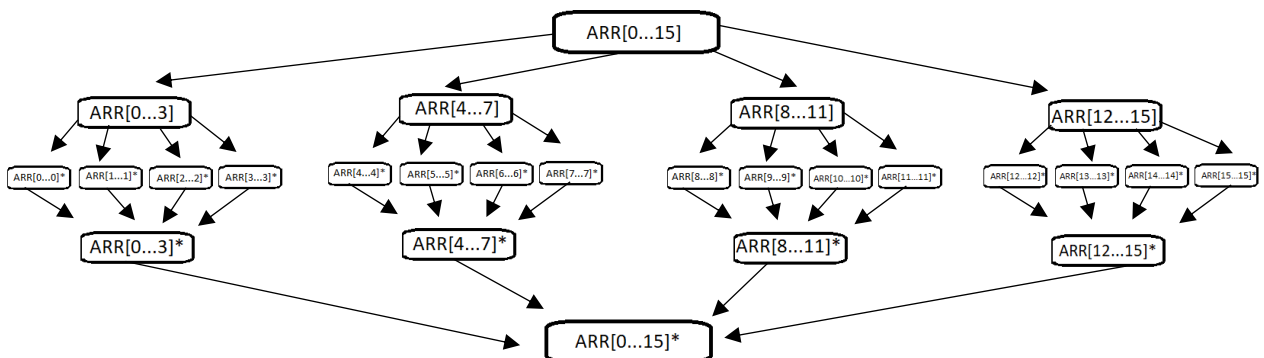 ARR[0...15]
ARR[0...3]
ARR[4...7]
ARR[8...11]
ARR[12...15]
ARR[0...0]*
ARR[1...1]*
ARR[2...2]*
ARR[3...3]*
ARR[4...4]*
ARR[5...5]*
ARR[6...6]*
ARR[7...7]*
ARR[8...8]*
ARR[9...9]*
ARR[10...10]*
ARR[11...11]*
ARR[12...12]*
ARR[13...13]*
ARR[14...14]*
ARR[15...15]*
ARR[0...3]*
ARR[4...7]*
ARR[8...11]*
ARR[12...15]*
ARR[0...15]*